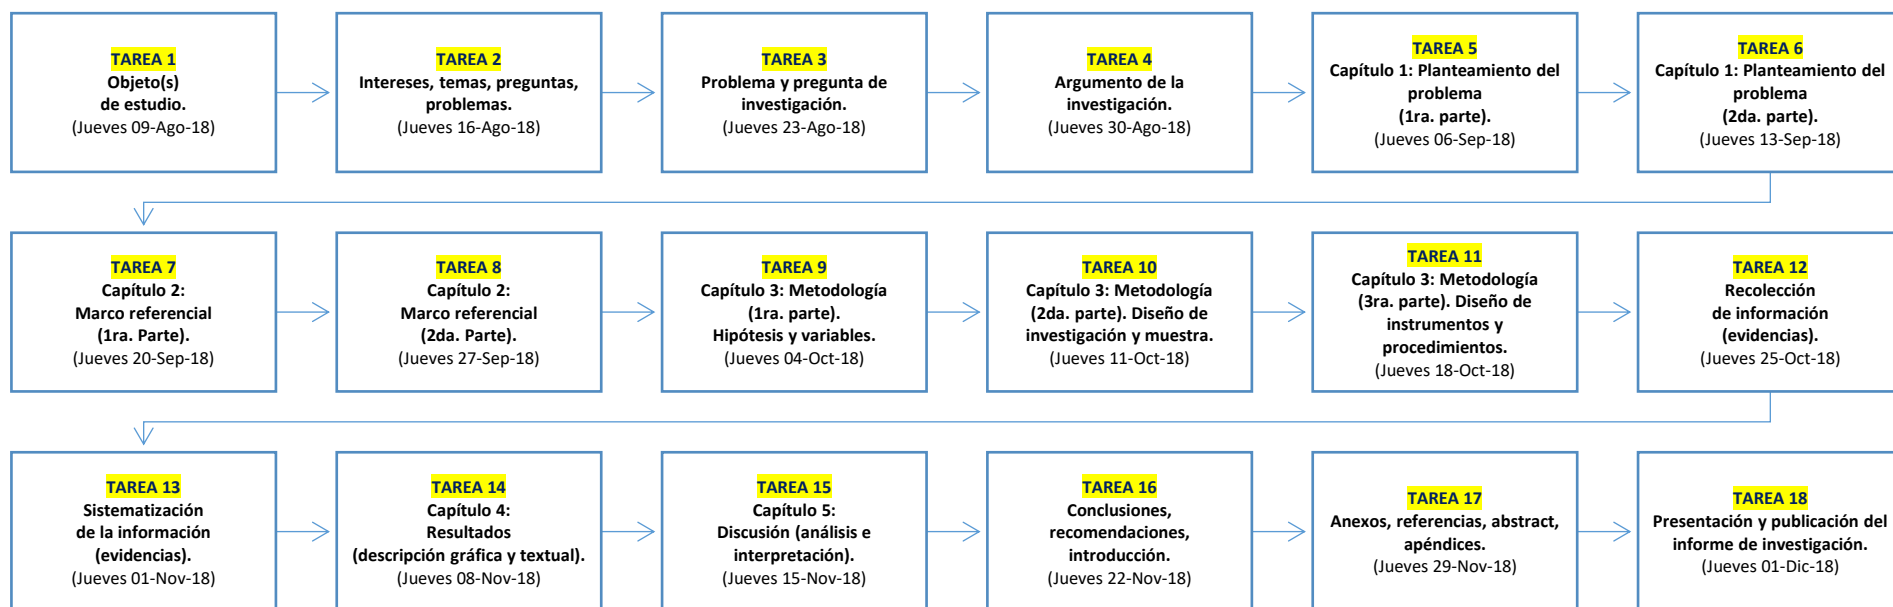 TAREA 1
Objeto(s)
de estudio.
(Jueves 09-Ago-18)
TAREA 2
Intereses, temas, preguntas,
problemas.
(Jueves 16-Ago-18)
TAREA 3
Problema y pregunta de
investigación.
(Jueves 23-Ago-18)
TAREA 4
Argumento de la
investigación.
(Jueves 30-Ago-18)
TAREA 5
Capítulo 1: Planteamiento del
problema
(1ra. parte).
(Jueves 06-Sep-18)
TAREA 6
Capítulo 1: Planteamiento del
problema
(2da. parte).
(Jueves 13-Sep-18)
TAREA 7
Capítulo 2:
Marco referencial
(1ra. Parte).
(Jueves 20-Sep-18)
TAREA 8
Capítulo 2:
Marco referencial
(2da. Parte).
(Jueves 27-Sep-18)
TAREA 9
Capítulo 3: Metodología
(1ra. parte).
Hipótesis y variables.
(Jueves 04-Oct-18)
TAREA 10
Capítulo 3: Metodología
(2da. parte). Diseño de
investigación y muestra.
(Jueves 11-Oct-18)
TAREA 11
Capítulo 3: Metodología
(3ra. parte). Diseño de
instrumentos y
procedimientos.
(Jueves 18-Oct-18)
TAREA 12
Recolección
de información
(evidencias).
(Jueves 25-Oct-18)
TAREA 13
Sistematización
de la información
(evidencias).
(Jueves 01-Nov-18)
TAREA 14
Capítulo 4:
Resultados
(descripción gráfica y textual).
(Jueves 08-Nov-18)
TAREA 15
Capítulo 5:
Discusión (análisis e
interpretación).
(Jueves 15-Nov-18)
TAREA 16
Conclusiones,
recomendaciones,
introducción.
(Jueves 22-Nov-18)
TAREA 17
Anexos, referencias, abstract,
apéndices.
(Jueves 29-Nov-18)
TAREA 18
Presentación y publicación del
informe de investigación.
(Jueves 01-Dic-18)